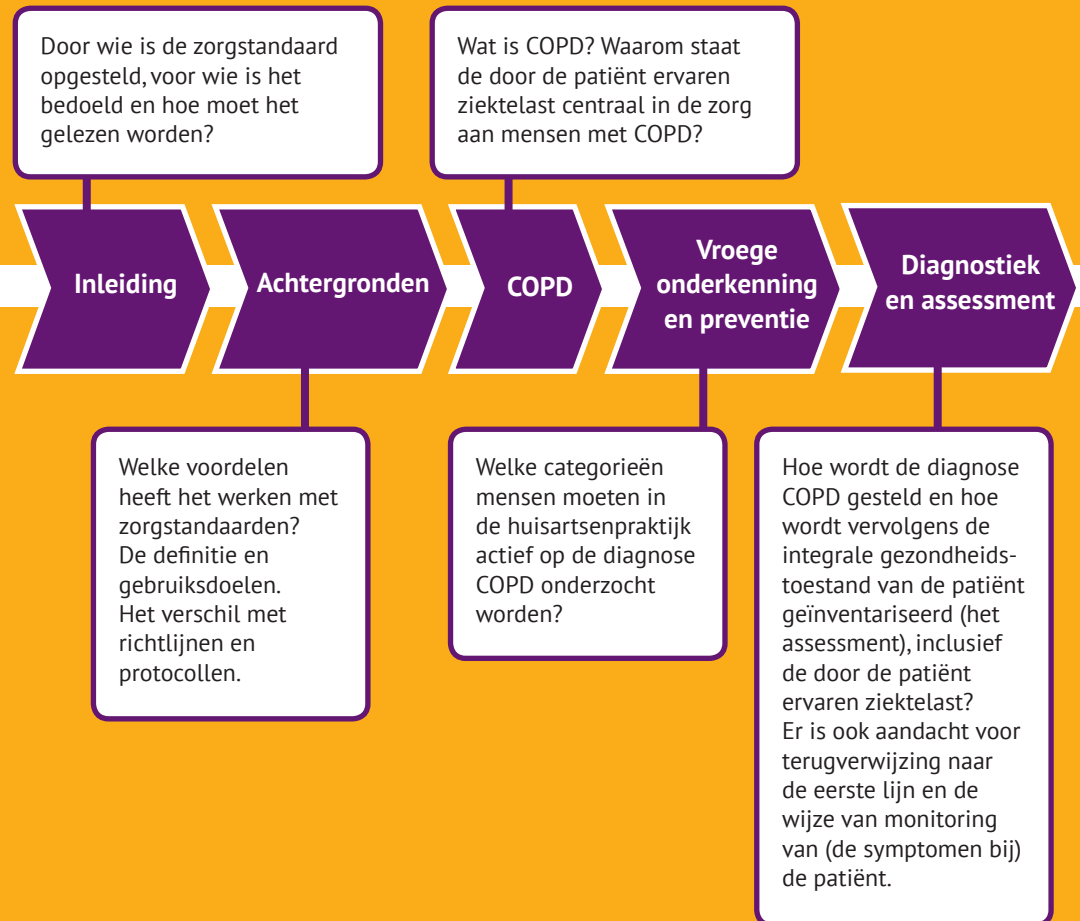 Door wie is de zorgstandaard
opgesteld, voor wie is het
bedoeld en hoe moet het
gelezen worden?
Wat is COPD? Waarom staat
de door de patiënt ervaren
ziektelast centraal in de zorg
aan mensen met COPD?
Inleiding
Achtergronden
COPD
Vroege
onderkenning
en preventie
Diagnostiek
en assessment
Welke voordelen
heeft het werken met
zorgstandaarden?
De definitie en
gebruiksdoelen.
Het verschil met
richtlijnen en
protocollen.
Welke categorieën
mensen moeten in
de huisartsenpraktijk
actief op de diagnose
COPD onderzocht
worden?
Hoe wordt de diagnose
COPD gesteld en hoe
wordt vervolgens de
integrale gezondheids-
toestand van de patiënt
geïnventariseerd (het
assessment), inclusief
de door de patiënt
ervaren ziektelast?
Er is ook aandacht voor
terugverwijzing naar
de eerste lijn en de
wijze van monitoring
van (de symptomen bij)
de patiënt.